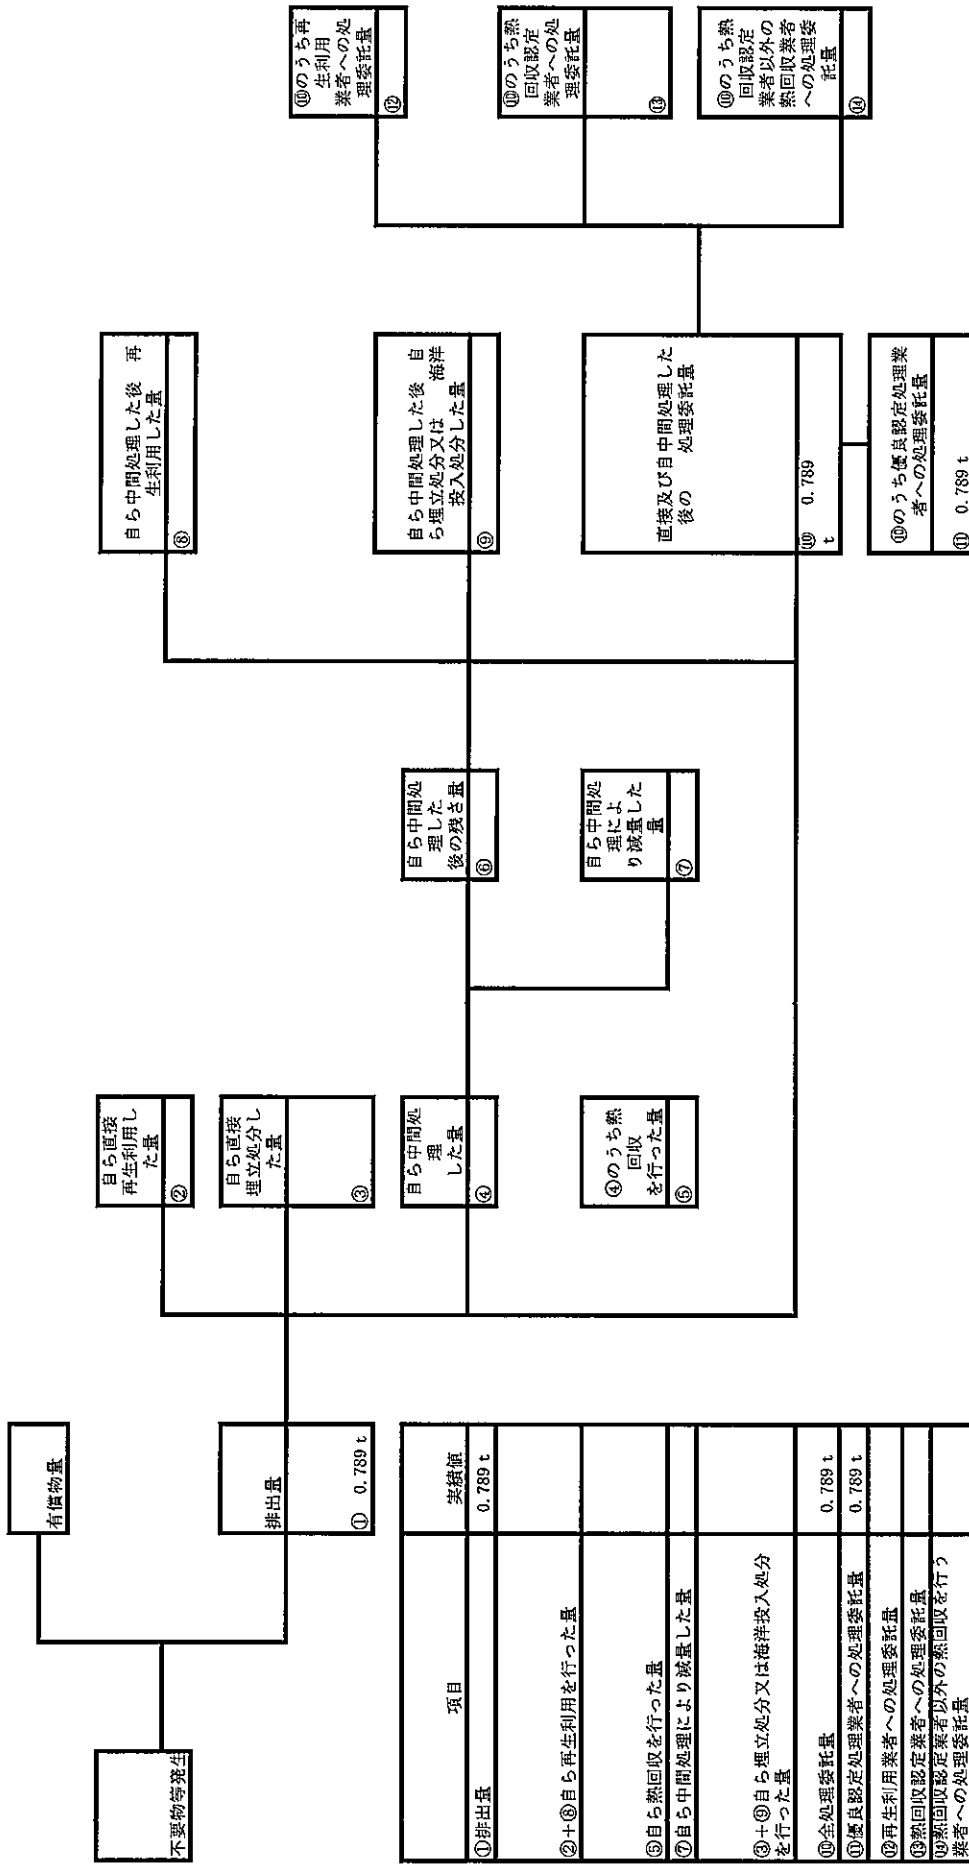 不要物等発生
有償物量
排出量
① 0.789 t
自ら直接
再生利用し
た量
②
自ら直接
埋立処分し
た量
③
自ら中間処
理
した量
④
④のうち熱
回収
を行った量
⑤
自ら中間処
理した
後の残さ量
⑥
自ら中間処
理によ
り減量した
量
⑦
自ら中間処理した後 再
生利用した量
⑧
自ら中間処理した後 自
ら埋立処分又は 海洋
投入処分した量
⑨
直接及び自中間処理した
後の 処理委託量
⑩ 0.789
t
⑩のうち優良認定処理業
者への処理委託量
⑪ 0.789 t
⑩のうち再
生利用
業者への処
理委託量
⑫
⑩のうち熱
回収認定
業者への処
理委託量
⑬
⑩のうち熱
回収認定
業者以外の
熱回収業者
への処理委
託量
⑭
項目 実績値
①排出量 0.789 t
②+⑧自ら再生利用を行った量
⑤自ら熱回収を行った量
⑦自ら中間処理により減量した量
③+⑨自ら埋立処分又は海洋投入処分
を行った量
⑩全処理委託量 0.789 t
⑪優良認定処理業者への処理委託量 0.789 t
⑫再生利用業者への処理委託量
⑬熱回収認定業者への処理委託量
⑭熱回収認定業者以外の熱回収を行う
業者への処理委託量